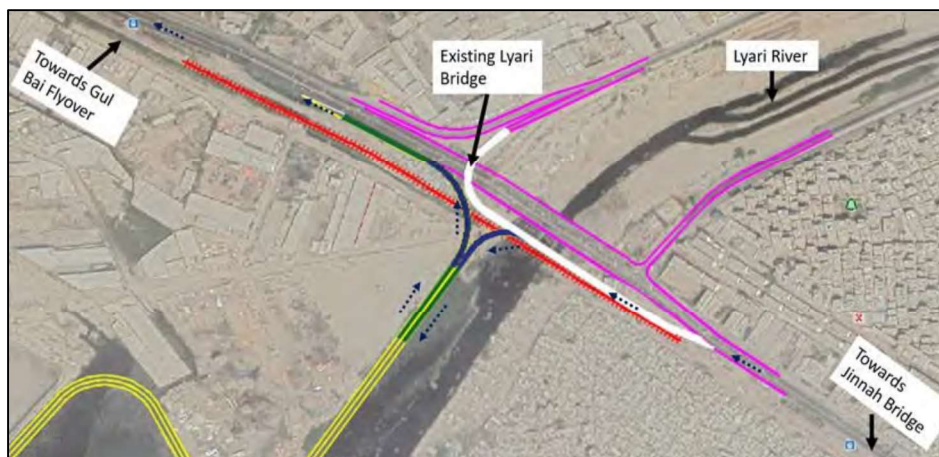 Towards Gul
Bai Flyover
Existing Lyari
Bridge
Lyari River
Towards
Jinnah Bridge